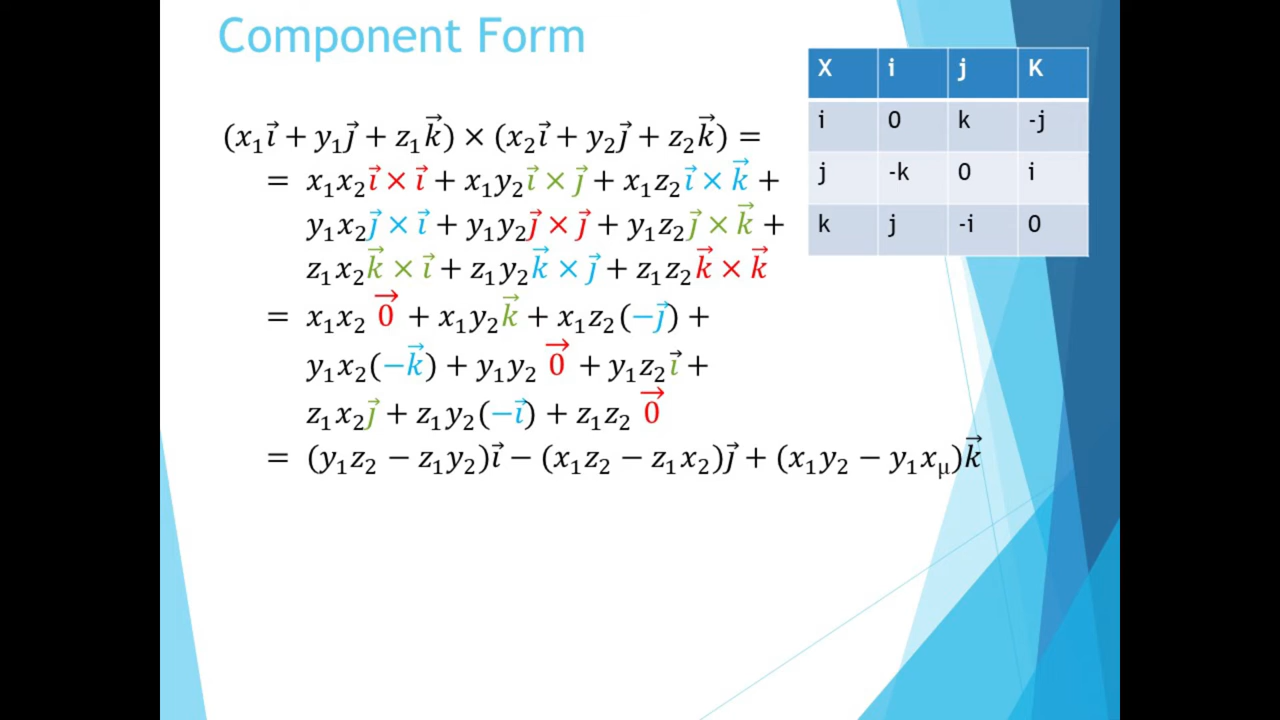 Component Form
X i j K
i 0 k -j
j -k 0 i
k j -i 0
(x₁i⃗ + y₁j⃗ + z₁k⃗) × (x₂i⃗ + y₂j⃗ + z₂k⃗) =
= x₁x₂i⃗ × i⃗ + x₁y₂i⃗ × j⃗ + x₁z₂i⃗ × k⃗ +
y₁x₂j⃗ × i⃗ + y₁y₂j⃗ × j⃗ + y₁z₂j⃗ × k⃗ +
z₁x₂k⃗ × i⃗ + z₁y₂k⃗ × j⃗ + z₁z₂k⃗ × k⃗
= x₁x₂ 0⃗ + x₁y₂k⃗ + x₁z₂(−j⃗) +
y₁x₂(−k⃗) + y₁y₂ 0⃗ + y₁z₂i⃗ +
z₁x₂j⃗ + z₁y₂(−i⃗) + z₁z₂ 0⃗
= (y₁z₂ − z₁y₂)i⃗ − (x₁z₂ − z₁x₂)j⃗ + (x₁y₂ − y₁x_μ)k⃗